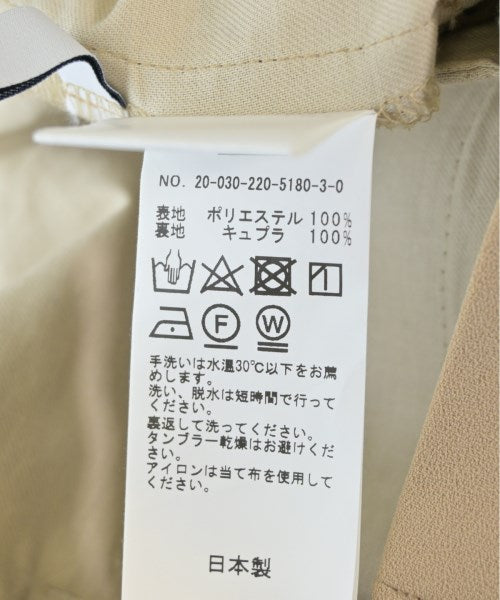 NO. 20-030-220-5180-3-0
表地 ポリエステル 100%
裏地 キュプラ 100%
F W
手洗いは水温30℃以下をお薦
めします。
洗い、脱水は短時間で行って
ください。
裏返して洗ってください。
タンブラー乾燥はお避けくだ
さい。
アイロンは当て布を使用して
ください。
日本製